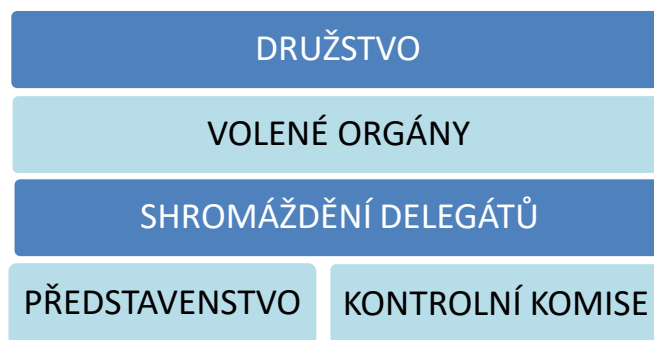 DRUŽSTVO
VOLENÉ ORGÁNY
SHROMÁŽDĚNÍ DELEGÁTŮ
PŘEDSTAVENSTVO
KONTROLNÍ KOMISE